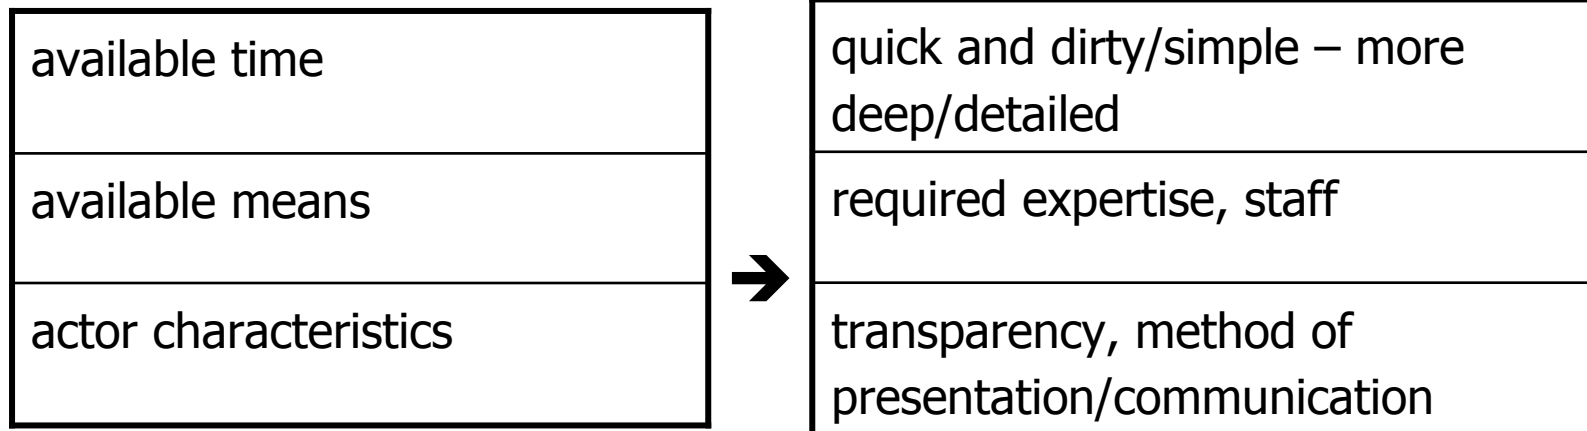 available time
quick and dirty/simple – more
deep/detailed
available means
required expertise, staff
actor characteristics
transparency, method of
presentation/communication